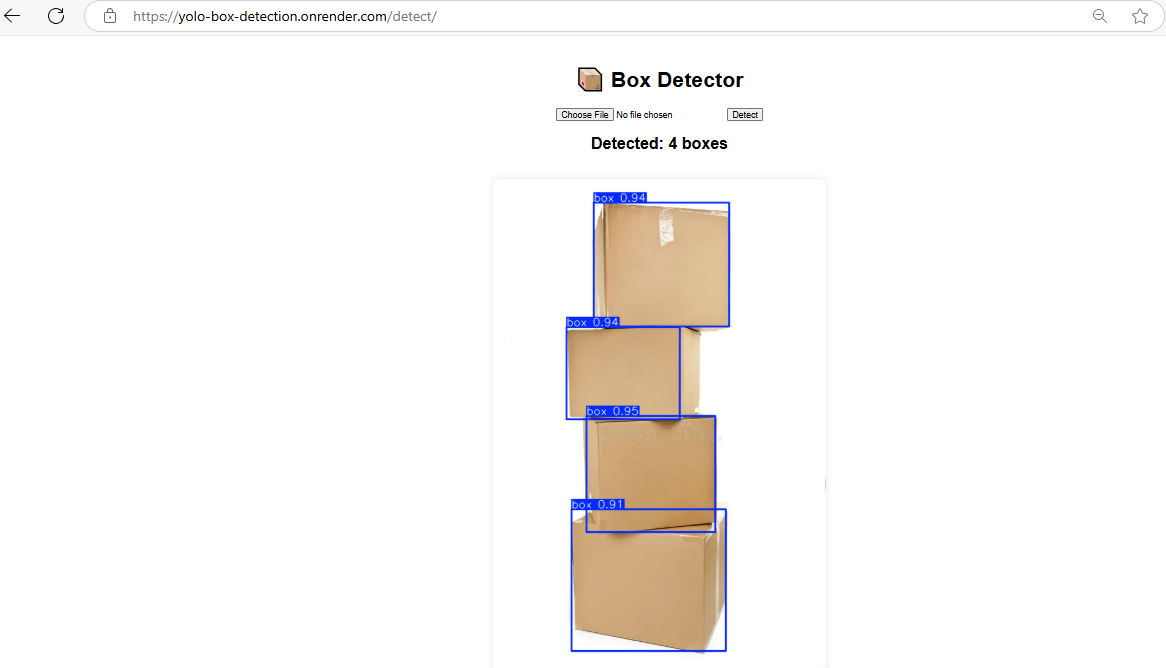 https://yolo-box-detection.onrender.com/detect/
Box Detector
Choose File No file chosen Detect
Detected: 4 boxes
box 0.94
box 0.94
box 0.95
box 0.91